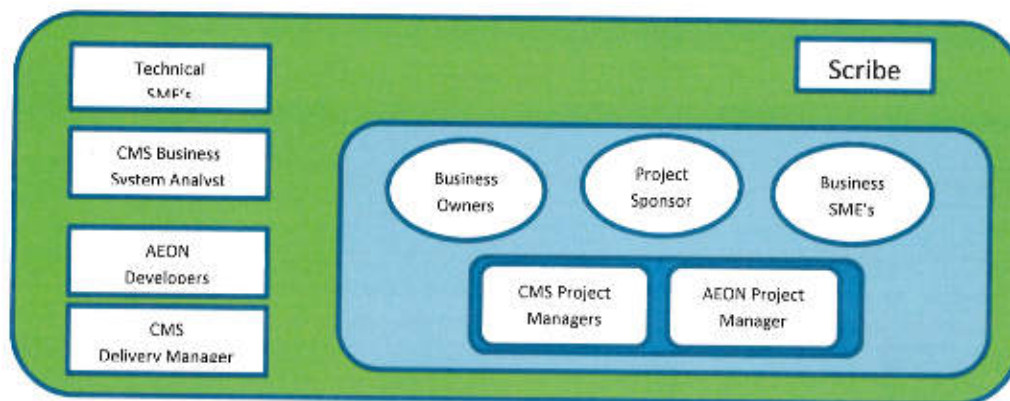 Technical
SME's
Scribe
CMS Business
System Analyst
Business
Owners
Project
Sponsor
Business
SME's
AEON
Developers
CMS Project
Managers
AEON Project
Manager
CMS
Delivery Manager